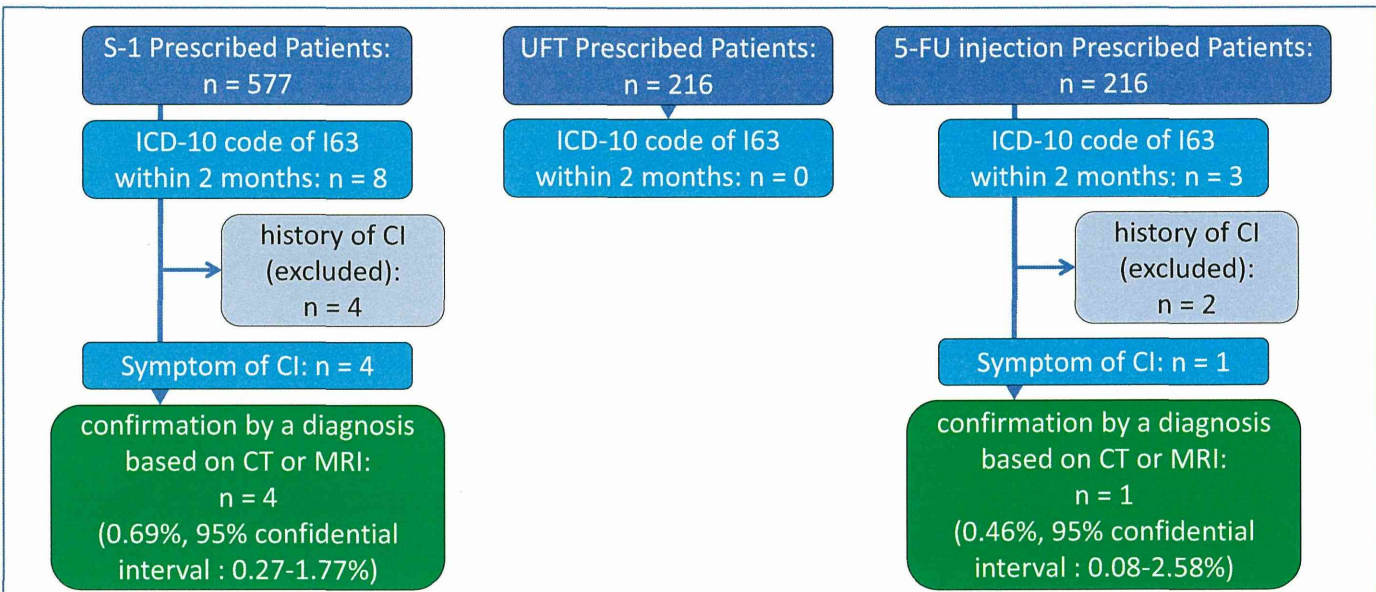 S-1 Prescribed Patients:
n = 577
ICD-10 code of I63
within 2 months: n = 8
history of CI
(excluded):
n = 4
Symptom of CI: n = 4
confirmation by a diagnosis
based on CT or MRI:
n = 4
(0.69%, 95% confidential
interval : 0.27-1.77%)
UFT Prescribed Patients:
n = 216
ICD-10 code of I63
within 2 months: n = 0
5-FU injection Prescribed Patients:
n = 216
ICD-10 code of I63
within 2 months: n = 3
history of CI
(excluded):
n = 2
Symptom of CI: n = 1
confirmation by a diagnosis
based on CT or MRI:
n = 1
(0.46%, 95% confidential
interval : 0.08-2.58%)